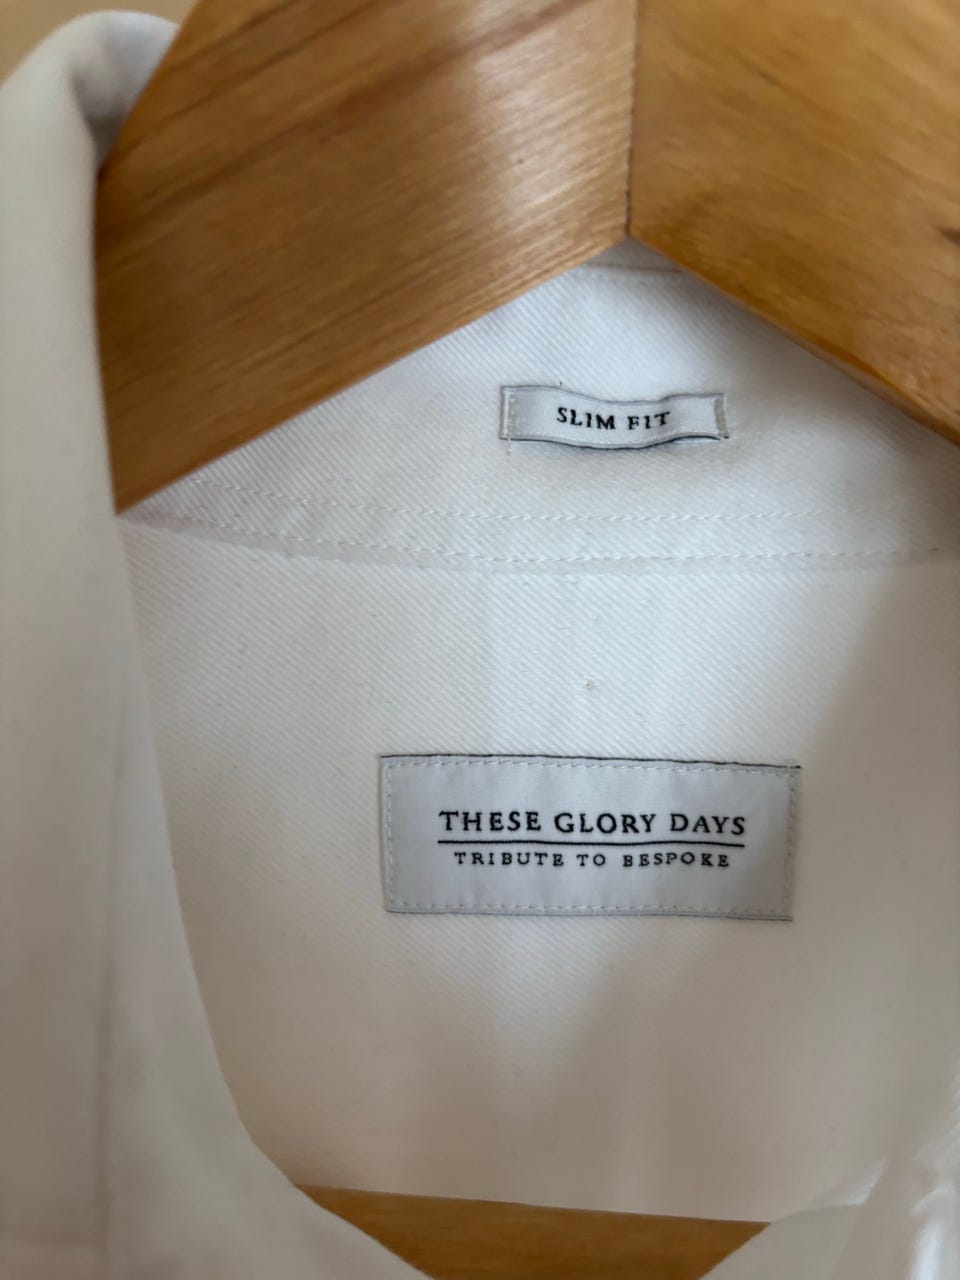 SLIM FIT
THESE GLORY DAYS
TRIBUTE TO BESPOKE